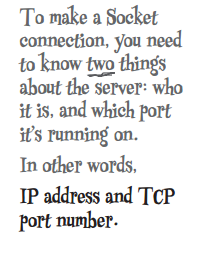 To make a Socket
connection, you need
to know two things
about the server: who
it is, and which port
it's running on.
In other words,
IP address and TCP
port number.